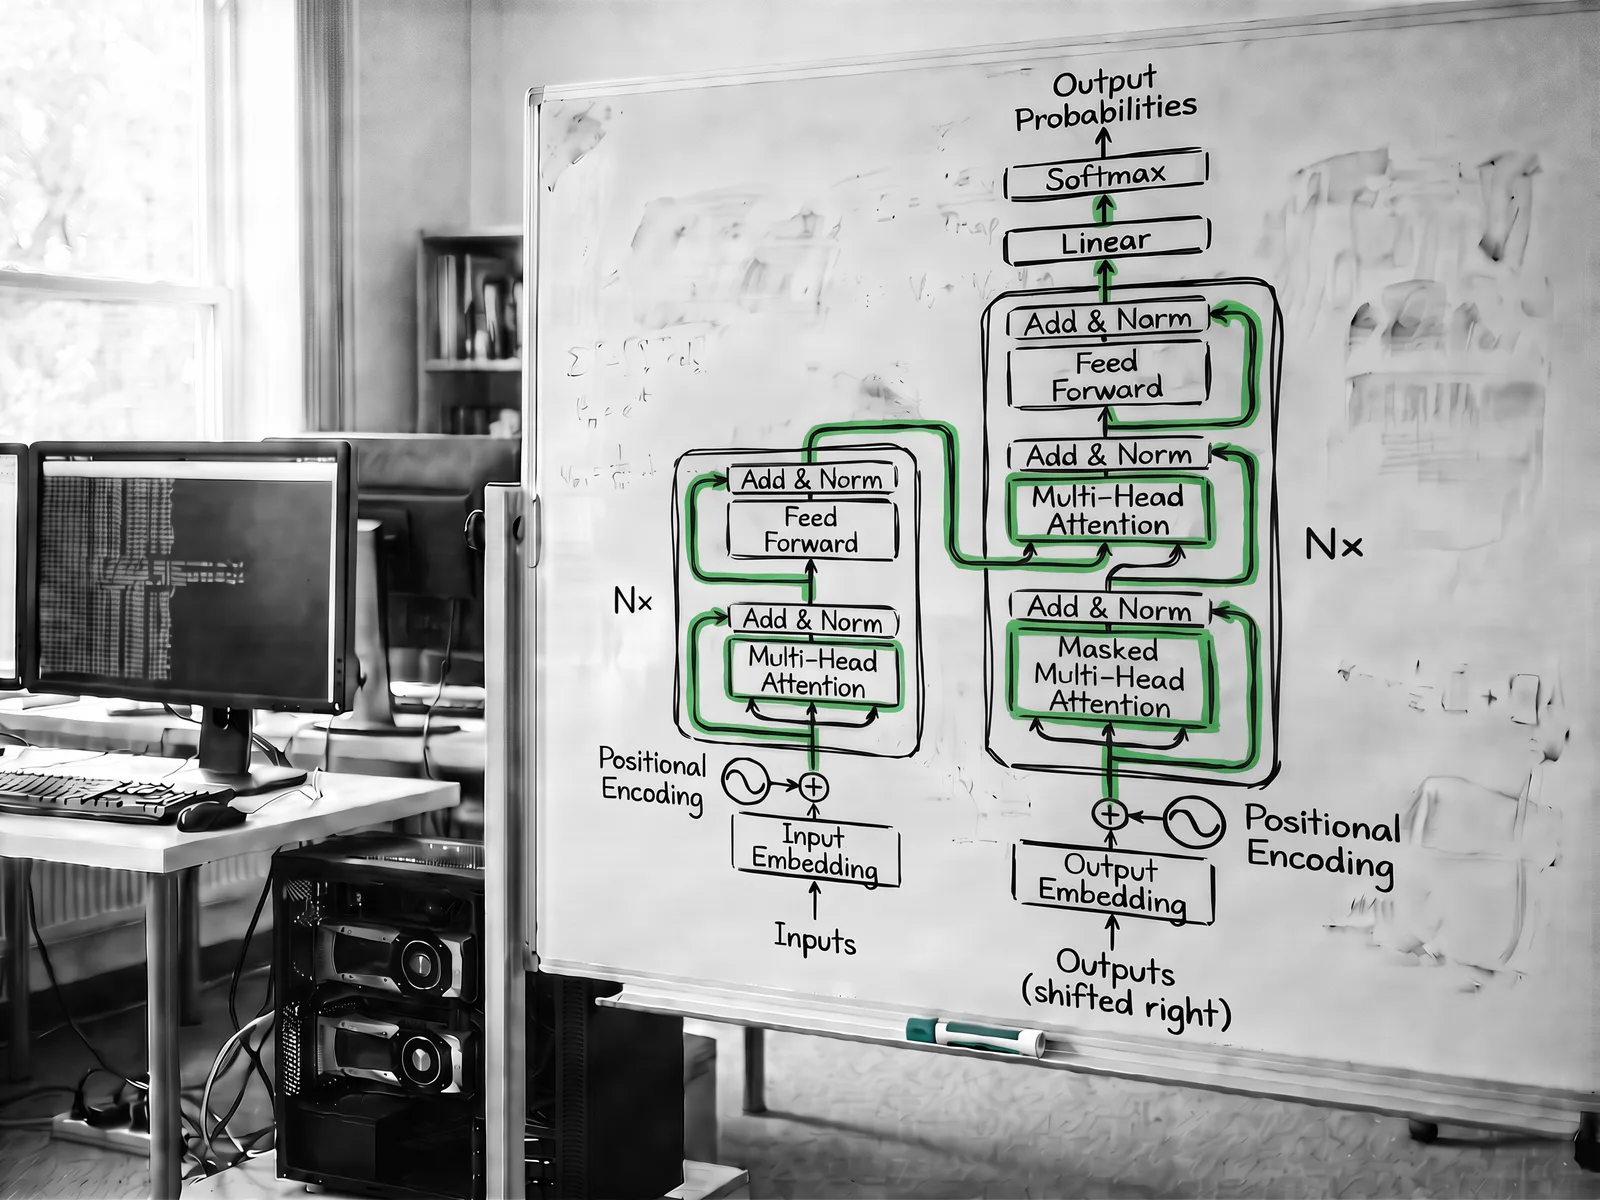 Output
Probabilities
Softmax
Linear
Add & Norm
Feed
Forward
Add & Norm
Multi-Head
Attention
Add & Norm
Masked
Multi-Head
Attention
Nx
Positional
Encoding
Output
Embedding
Outputs
(shifted right)
Add & Norm
Feed
Forward
Add & Norm
Multi-Head
Attention
Nx
Positional
Encoding
Input
Embedding
Inputs